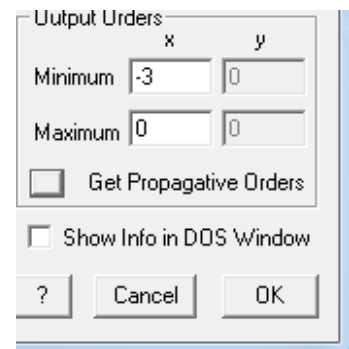 Output Orders
x y
Minimum -3 0
Maximum 0 0
Get Propagative Orders
Show Info in DOS Window
? Cancel OK